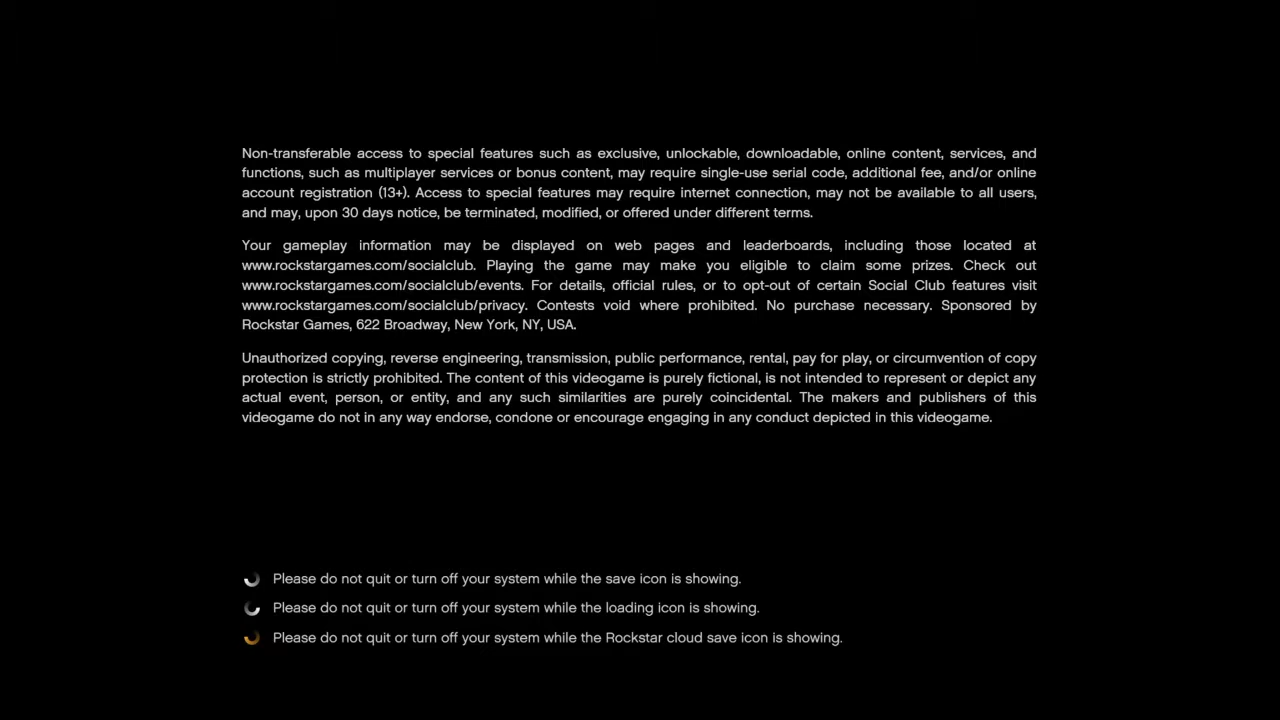 Non-transferable access to special features such as exclusive, unlockable, downloadable, online content, services, and
functions, such as multiplayer services or bonus content, may require single-use serial code, additional fee, and/or online
account registration (13+). Access to special features may require internet connection, may not be available to all users,
and may, upon 30 days notice, be terminated, modified, or offered under different terms.
Your gameplay information may be displayed on web pages and leaderboards, including those located at
www.rockstargames.com/socialclub. Playing the game may make you eligible to claim some prizes. Check out
www.rockstargames.com/socialclub/events. For details, official rules, or to opt-out of certain Social Club features visit
www.rockstargames.com/socialclub/privacy. Contests void where prohibited. No purchase necessary. Sponsored by
Rockstar Games, 622 Broadway, New York, NY, USA.
Unauthorized copying, reverse engineering, transmission, public performance, rental, pay for play, or circumvention of copy
protection is strictly prohibited. The content of this videogame is purely fictional, is not intended to represent or depict any
actual event, person, or entity, and any such similarities are purely coincidental. The makers and publishers of this
videogame do not in any way endorse, condone or encourage engaging in any conduct depicted in this videogame.
Please do not quit or turn off your system while the save icon is showing.
Please do not quit or turn off your system while the loading icon is showing.
Please do not quit or turn off your system while the Rockstar cloud save icon is showing.